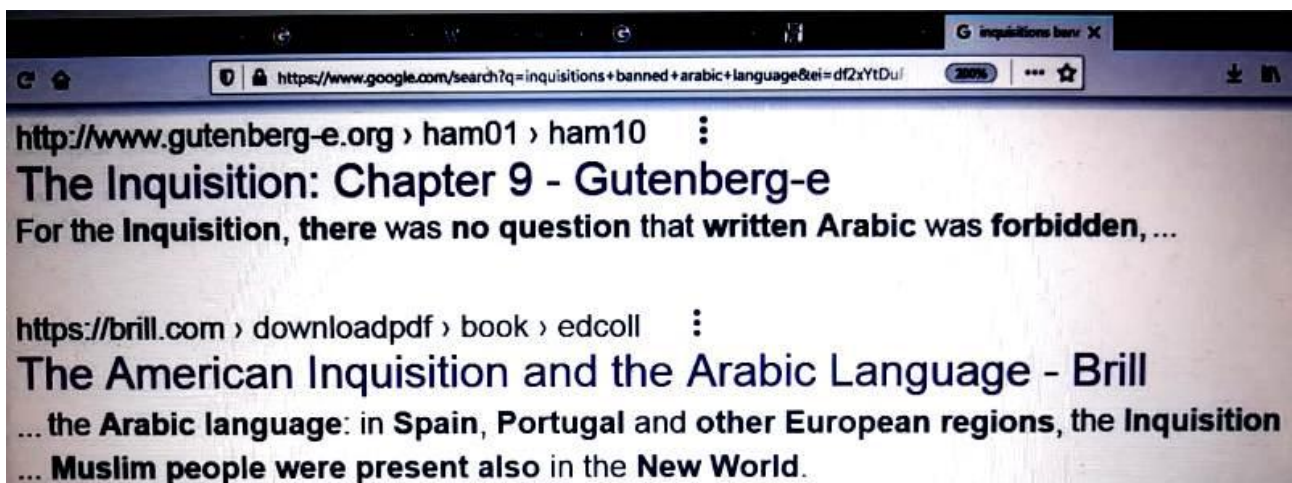 G inquisitions bann X
https://www.google.com/search?q=inquisitions+banned+arabic+language&ei=df2xYtDul 200% ...
http://www.gutenberg-e.org › ham01 › ham10
The Inquisition: Chapter 9 - Gutenberg-e
For the Inquisition, there was no question that written Arabic was forbidden, ...
https://brill.com › downloadpdf › book › edcoll
The American Inquisition and the Arabic Language - Brill
... the Arabic language: in Spain, Portugal and other European regions, the Inquisition
... Muslim people were present also in the New World.